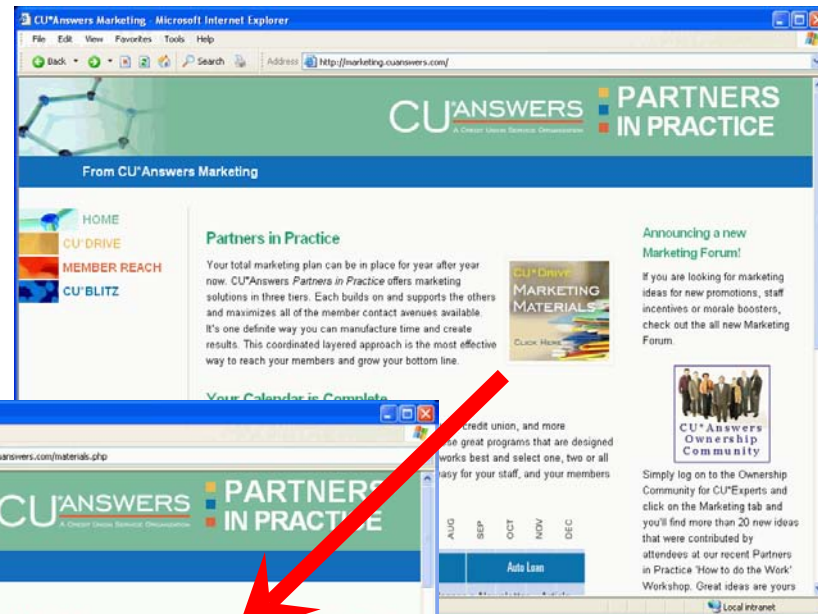 CU*Answers Marketing - Microsoft Internet Explorer
File Edit View Favorites Tools Help
Back Search Address http://marketing.cuanswers.com/
CU*ANSWERS
A Credit Union Service Organization
PARTNERS
IN PRACTICE
From CU*Answers Marketing
HOME
CU*DRIVE
MEMBER REACH
CU*BLITZ
Partners in Practice
Your total marketing plan can be in place for year after year
now. CU*Answers Partners in Practice offers marketing
solutions in three tiers. Each builds on and supports the others
and maximizes all of the member contact avenues available.
It's one definite way you can manufacture time and create
results. This coordinated layered approach is the most effective
way to reach your members and grow your bottom line.
CU*Drive
MARKETING
MATERIALS
CLICK HERE
Your Calendar is Complete
Announcing a new
Marketing Forum!
If you are looking for marketing
ideas for new promotions, staff
incentives or morale boosters,
check out the all new Marketing
Forum.
CU*Answers
Ownership
Community
Simply log on to the Ownership
Community for CU*Experts and
click on the Marketing tab and
you'll find more than 20 new ideas
that were contributed by
attendees at our recent Partners
in Practice 'How to do the Work'
Workshop. Great ideas are yours
credit union, and more
se great programs that are designed
works best and select one, two or all
easy for your staff, and your members
AUG SEP OCT NOV DEC
Auto Loan
Newsletter Article
Local intranet
answers.com/materials.php
CU*ANSWERS
A Credit Union Service Organization
PARTNERS
IN PRACTICE